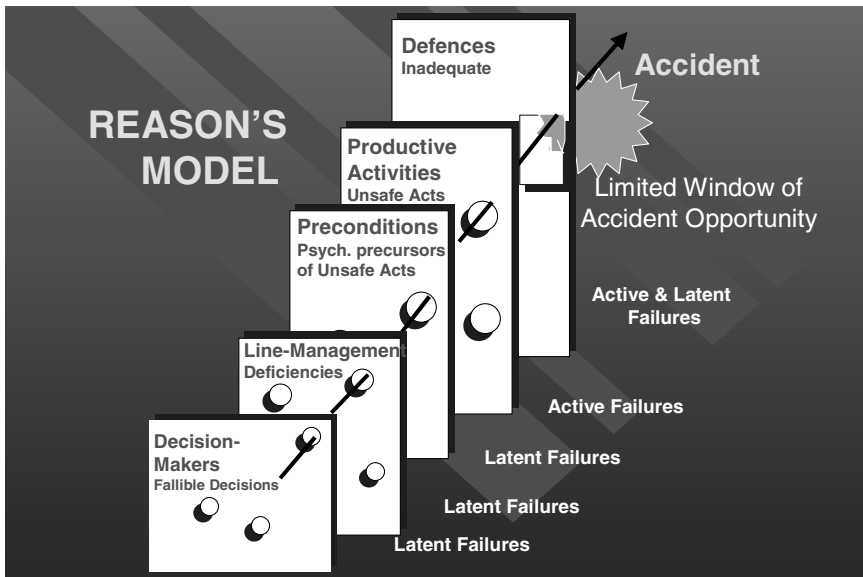 Defences
Inadequate
Accident
REASON'S
MODEL
Productive
Activities
Unsafe Acts
Limited Window of
Accident Opportunity
Preconditions
Psych. precursors
of Unsafe Acts
Active & Latent
Failures
Line-Management
Deficiencies
Active Failures
Decision-
Makers
Fallible Decisions
Latent Failures
Latent Failures
Latent Failures